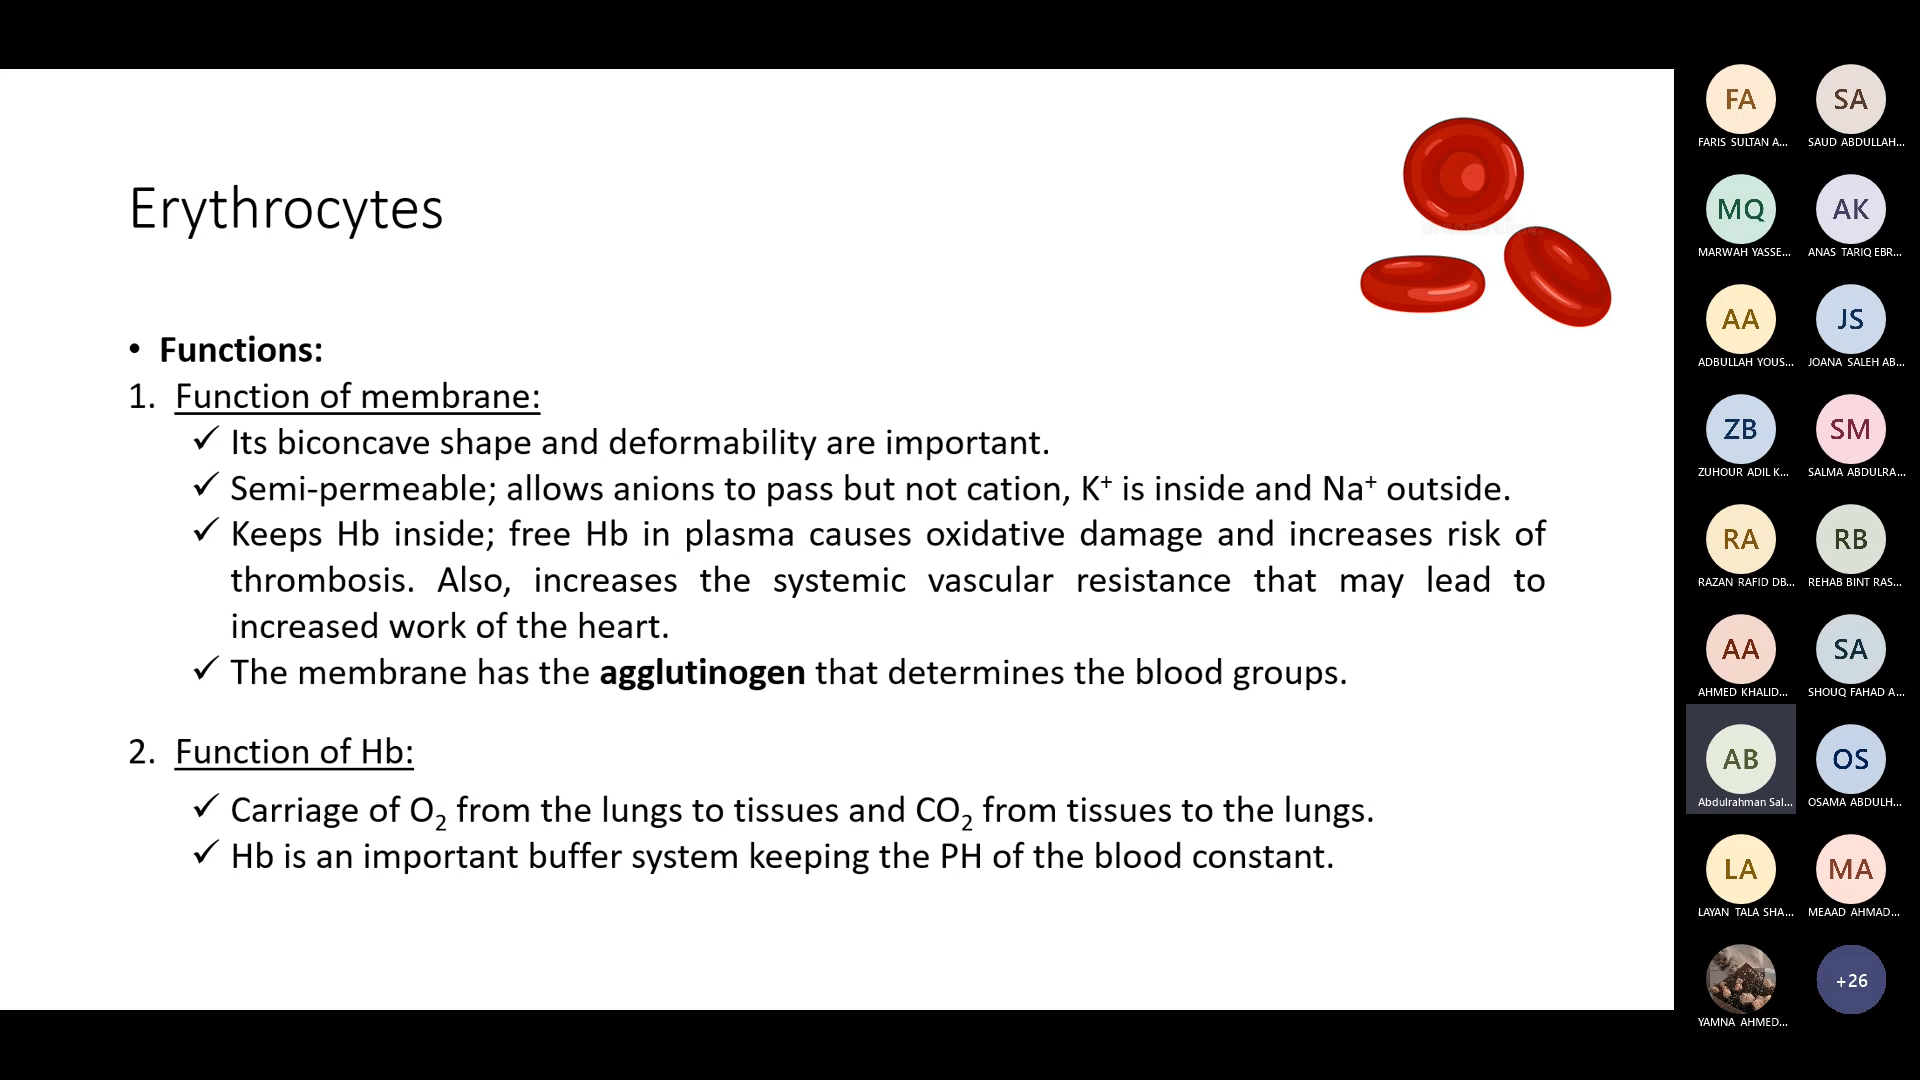 Erythrocytes
• Functions:
1. Function of membrane:
✓ Its biconcave shape and deformability are important.
✓ Semi-permeable; allows anions to pass but not cation, K⁺ is inside and Na⁺ outside.
✓ Keeps Hb inside; free Hb in plasma causes oxidative damage and increases risk of
thrombosis. Also, increases the systemic vascular resistance that may lead to
increased work of the heart.
✓ The membrane has the agglutinogen that determines the blood groups.
2. Function of Hb:
✓ Carriage of O₂ from the lungs to tissues and CO₂ from tissues to the lungs.
✓ Hb is an important buffer system keeping the PH of the blood constant.
FA SA
FARIS SULTAN A... SAUD ABDULLAH...
MQ AK
MARWAH YASSE... ANAS TARIQ EBR...
AA JS
ADBULLAH YOUS... JOANA SALEH AB...
ZB SM
ZUHOUR ADIL K... SALMA ABDULRA...
RA RB
RAZAN RAFID DB... REHAB BINT RAS...
AA SA
AHMED KHALID... SHOUQ FAHAD A...
AB OS
Abdulrahman Sal... OSAMA ABDULH...
LA MA
LAYAN TALA SHA... MEAAD AHMAD...
+26
YAMNA AHMED...